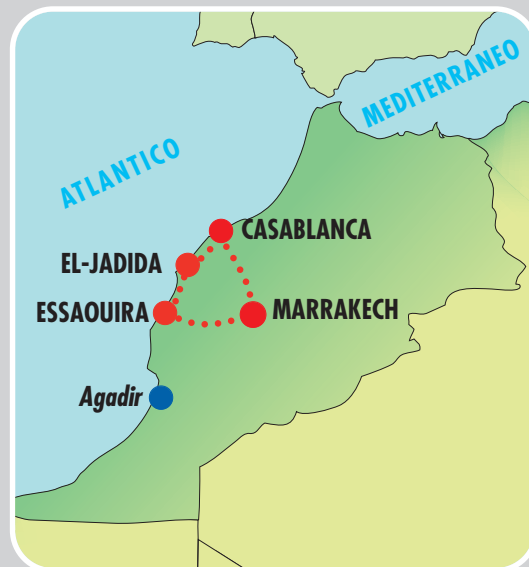 MEDITERRANEO
ATLANTICO
CASABLANCA
EL-JADIDA
ESSAOUIRA
MARRAKECH
Agadir